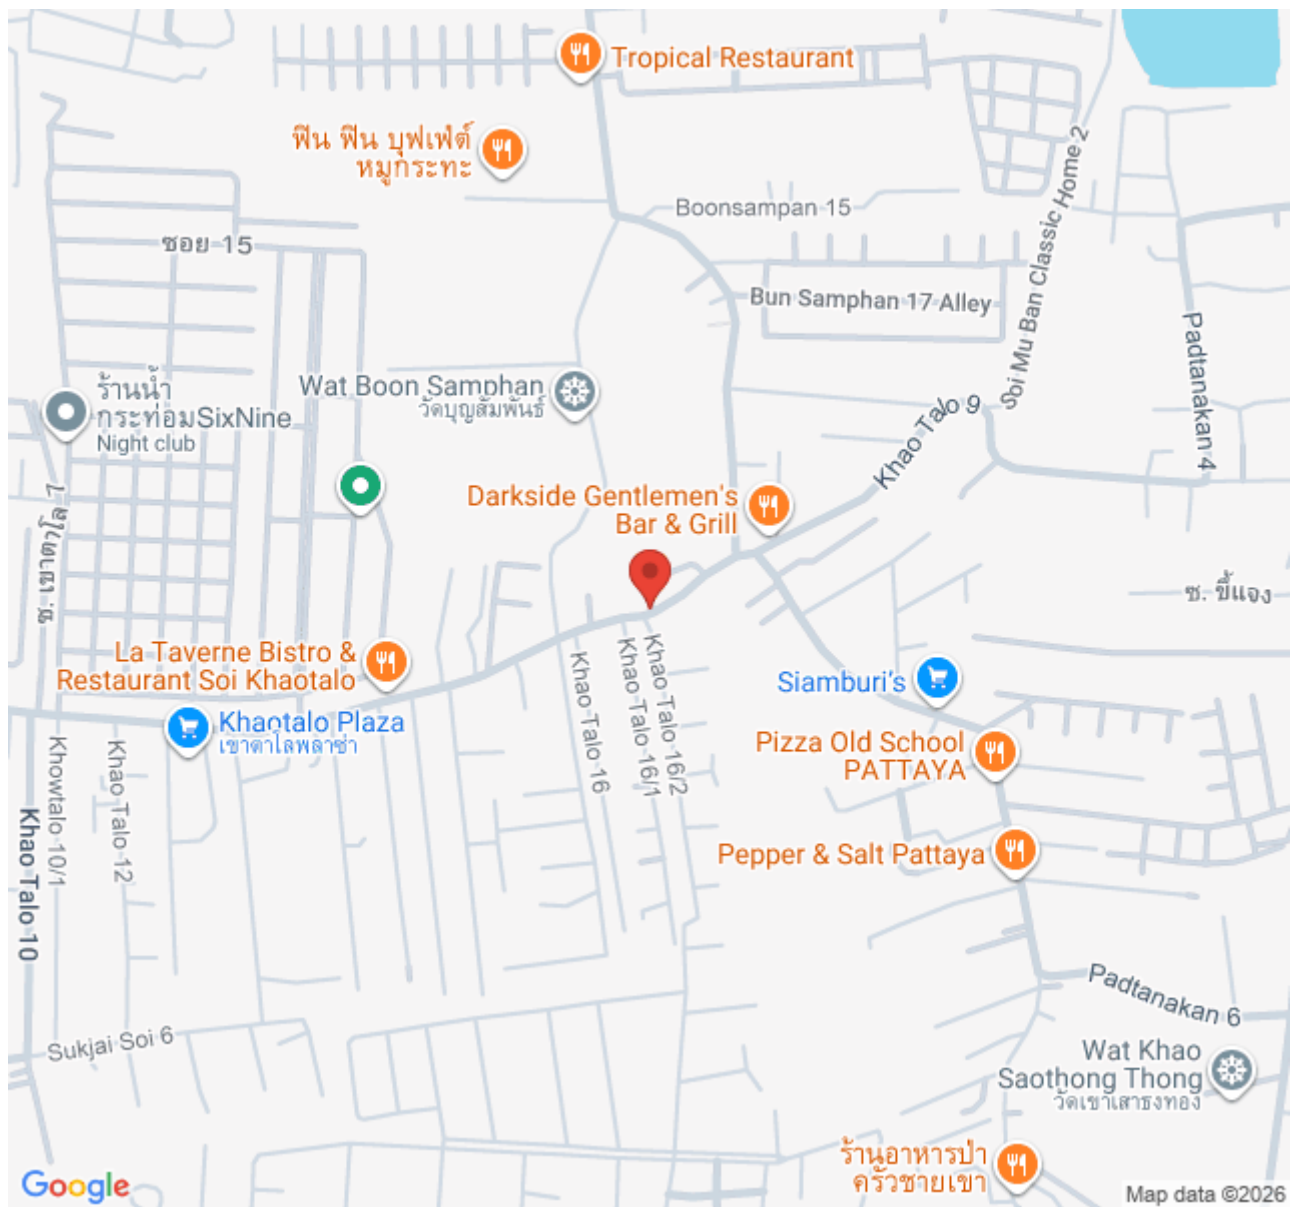 Tropical Restaurant
ฟิน ฟิน บุฟเฟ่ต์
หมูกระทะ
Boonsampan 15
ซอย 15
Soi Mu Ban Classic Home 2
Bun Samphan 17 Alley
Padtanakan 4
ร้านน้ำ
กระท่อมSixNine
Night club
Wat Boon Samphan
วัดบุญสัมพันธ์
Khao Talo 9
Darkside Gentlemen's
Bar & Grill
ซ. เขาตาโล 7
ซ. ขี้แจง
La Taverne Bistro &
Restaurant Soi Khaotalo
Khao Talo 16
Khao Talo 16/1
Khao Talo 16/2
Siamburi's
Khaotalo Plaza
เขาตาโลพลาซ่า
Pizza Old School
PATTAYA
Khao Talo 10
Khowtalo 10/1
Khao Talo 12
Pepper & Salt Pattaya
Padtanakan 6
Sukjai Soi 6
Wat Khao
Saothong Thong
วัดเขาเสาธงทอง
ร้านอาหารป่า
ครัวชายเขา
Google
Map data ©2026